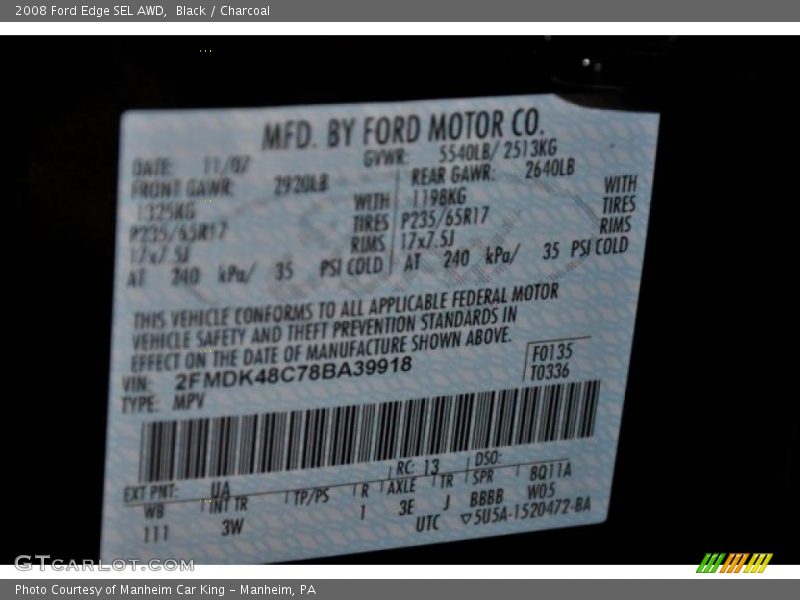 2008 Ford Edge SEL AWD, Black / Charcoal
MFD. BY FORD MOTOR CO.
DATE: 11/07 GVWR: 5540LB/ 2513KG
FRONT GAWR: 2920LB REAR GAWR: 2640LB
1325KG WITH 1198KG WITH
P235/65R17 TIRES P235/65R17 TIRES
17x7.5J RIMS 17x7.5J RIMS
AT 240 kPa/ 35 PSI COLD AT 240 kPa/ 35 PSI COLD
THIS VEHICLE CONFORMS TO ALL APPLICABLE FEDERAL MOTOR
VEHICLE SAFETY AND THEFT PREVENTION STANDARDS IN
EFFECT ON THE DATE OF MANUFACTURE SHOWN ABOVE.
VIN: 2FMDK48C78BA39918 F0135
TYPE: MPV T0336
EXT PNT: UA RC: 13 DSO:
WB INT TR TP/PS R AXLE TR SPR BQ11A
111 3W 1 3E J BBBB W05
UTC ▽5U5A-1520472-BA
GTCARLOT.COM
Photo Courtesy of Manheim Car King - Manheim, PA